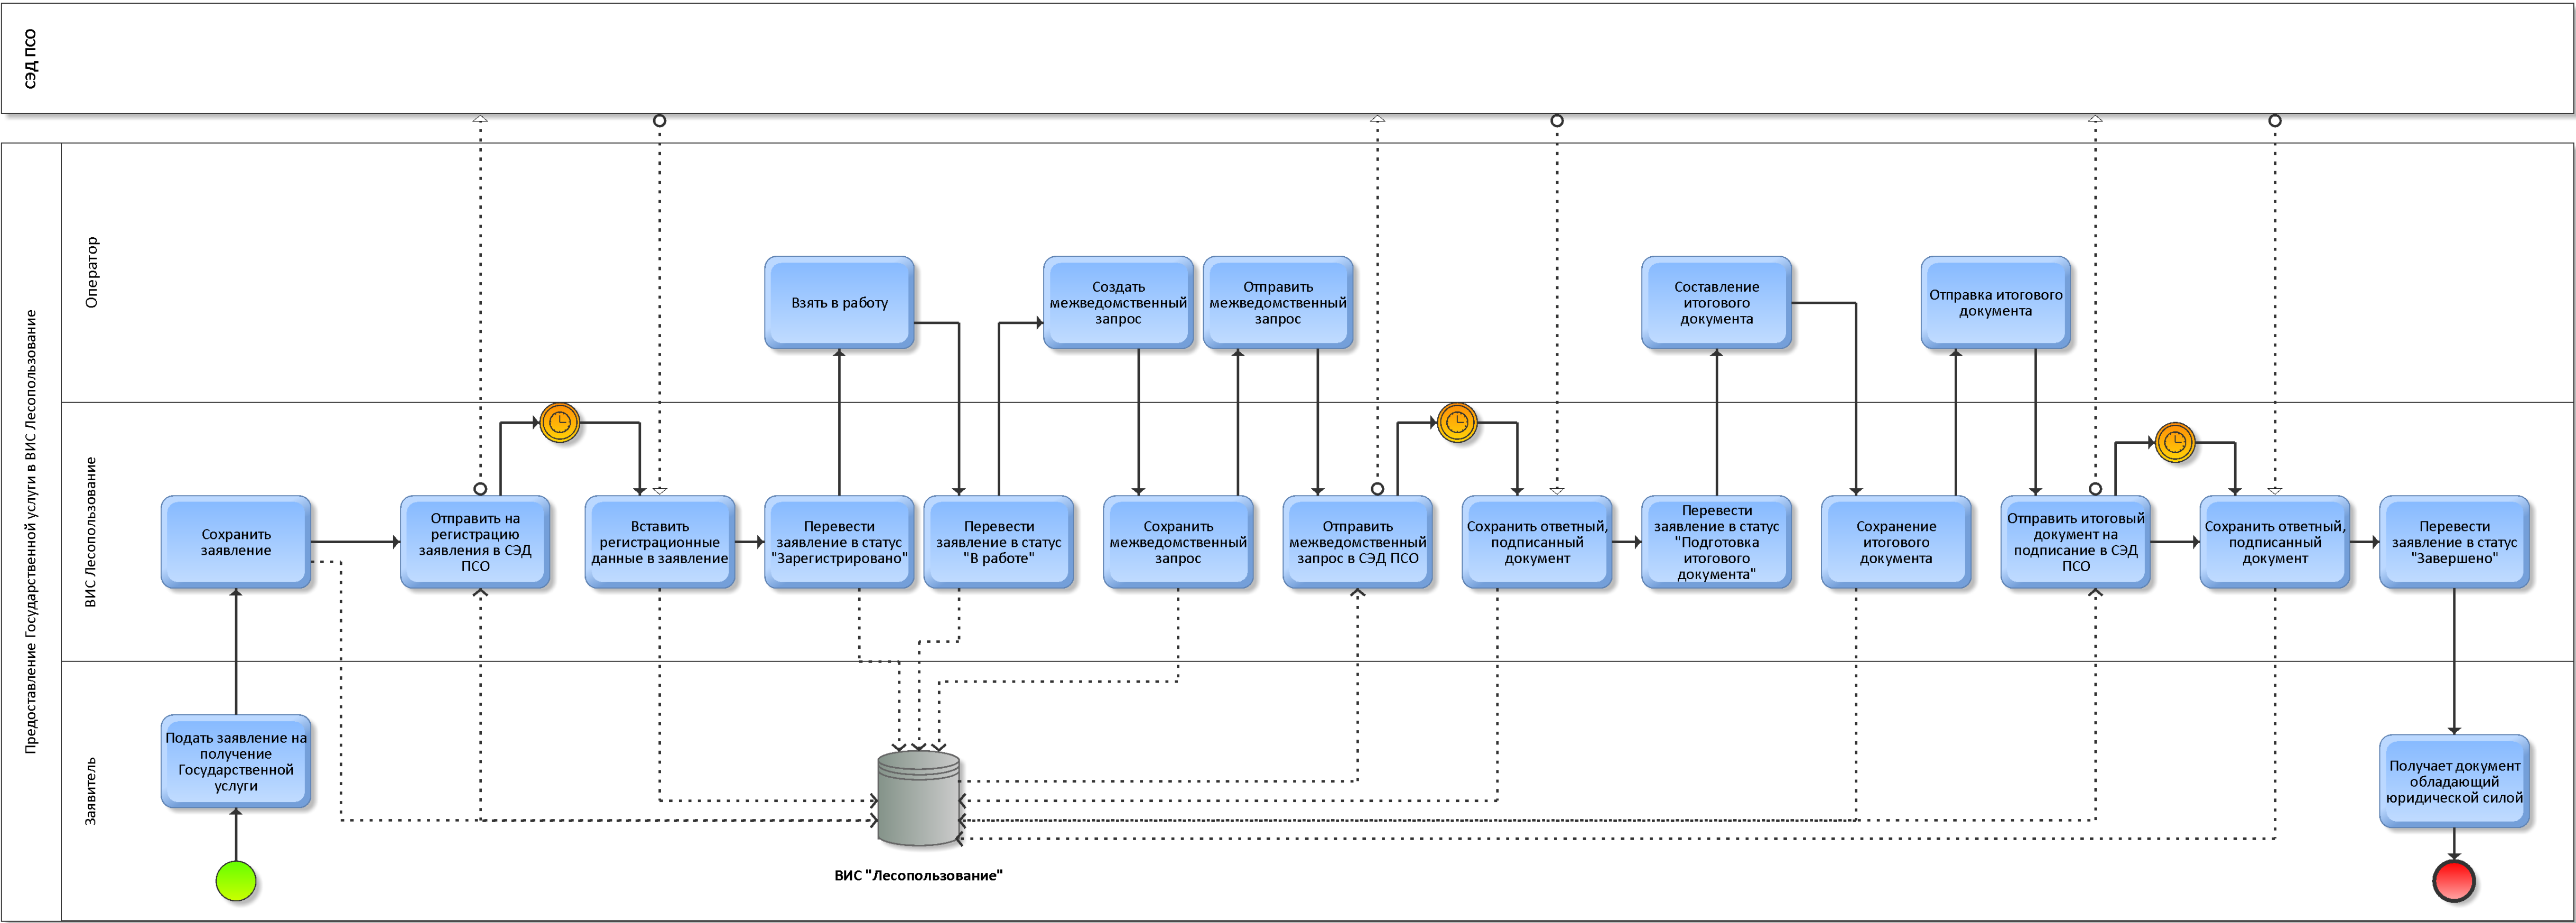 СЭД ПСО
Предоставление Государственной услуги в ВИС Лесопользование
Оператор
Взять в работу
Создать
межведомственный
запрос
Отправить
межведомственный
запрос
Составление
итогового
документа
Отправка итогового
документа
ВИС Лесопользование
Сохранить
заявление
Отправить на
регистрацию
заявления в СЭД
ПСО
Вставить
регистрационные
данные в заявление
Перевести
заявление в статус
"Зарегистрировано"
Перевести
заявление в статус
"В работе"
Сохранить
межведомственный
запрос
Отправить
межведомственный
запрос в СЭД ПСО
Сохранить ответный,
подписанный
документ
Перевести
заявление в статус
"Подготовка
итогового
документа"
Сохранение
итогового
документа
Отправить итоговый
документ на
подписание в СЭД
ПСО
Сохранить ответный,
подписанный
документ
Перевести
заявление в статус
"Завершено"
Заявитель
Подать заявление на
получение
Государственной
услуги
ВИС "Лесопользование"
Получает документ
обладающий
юридической силой